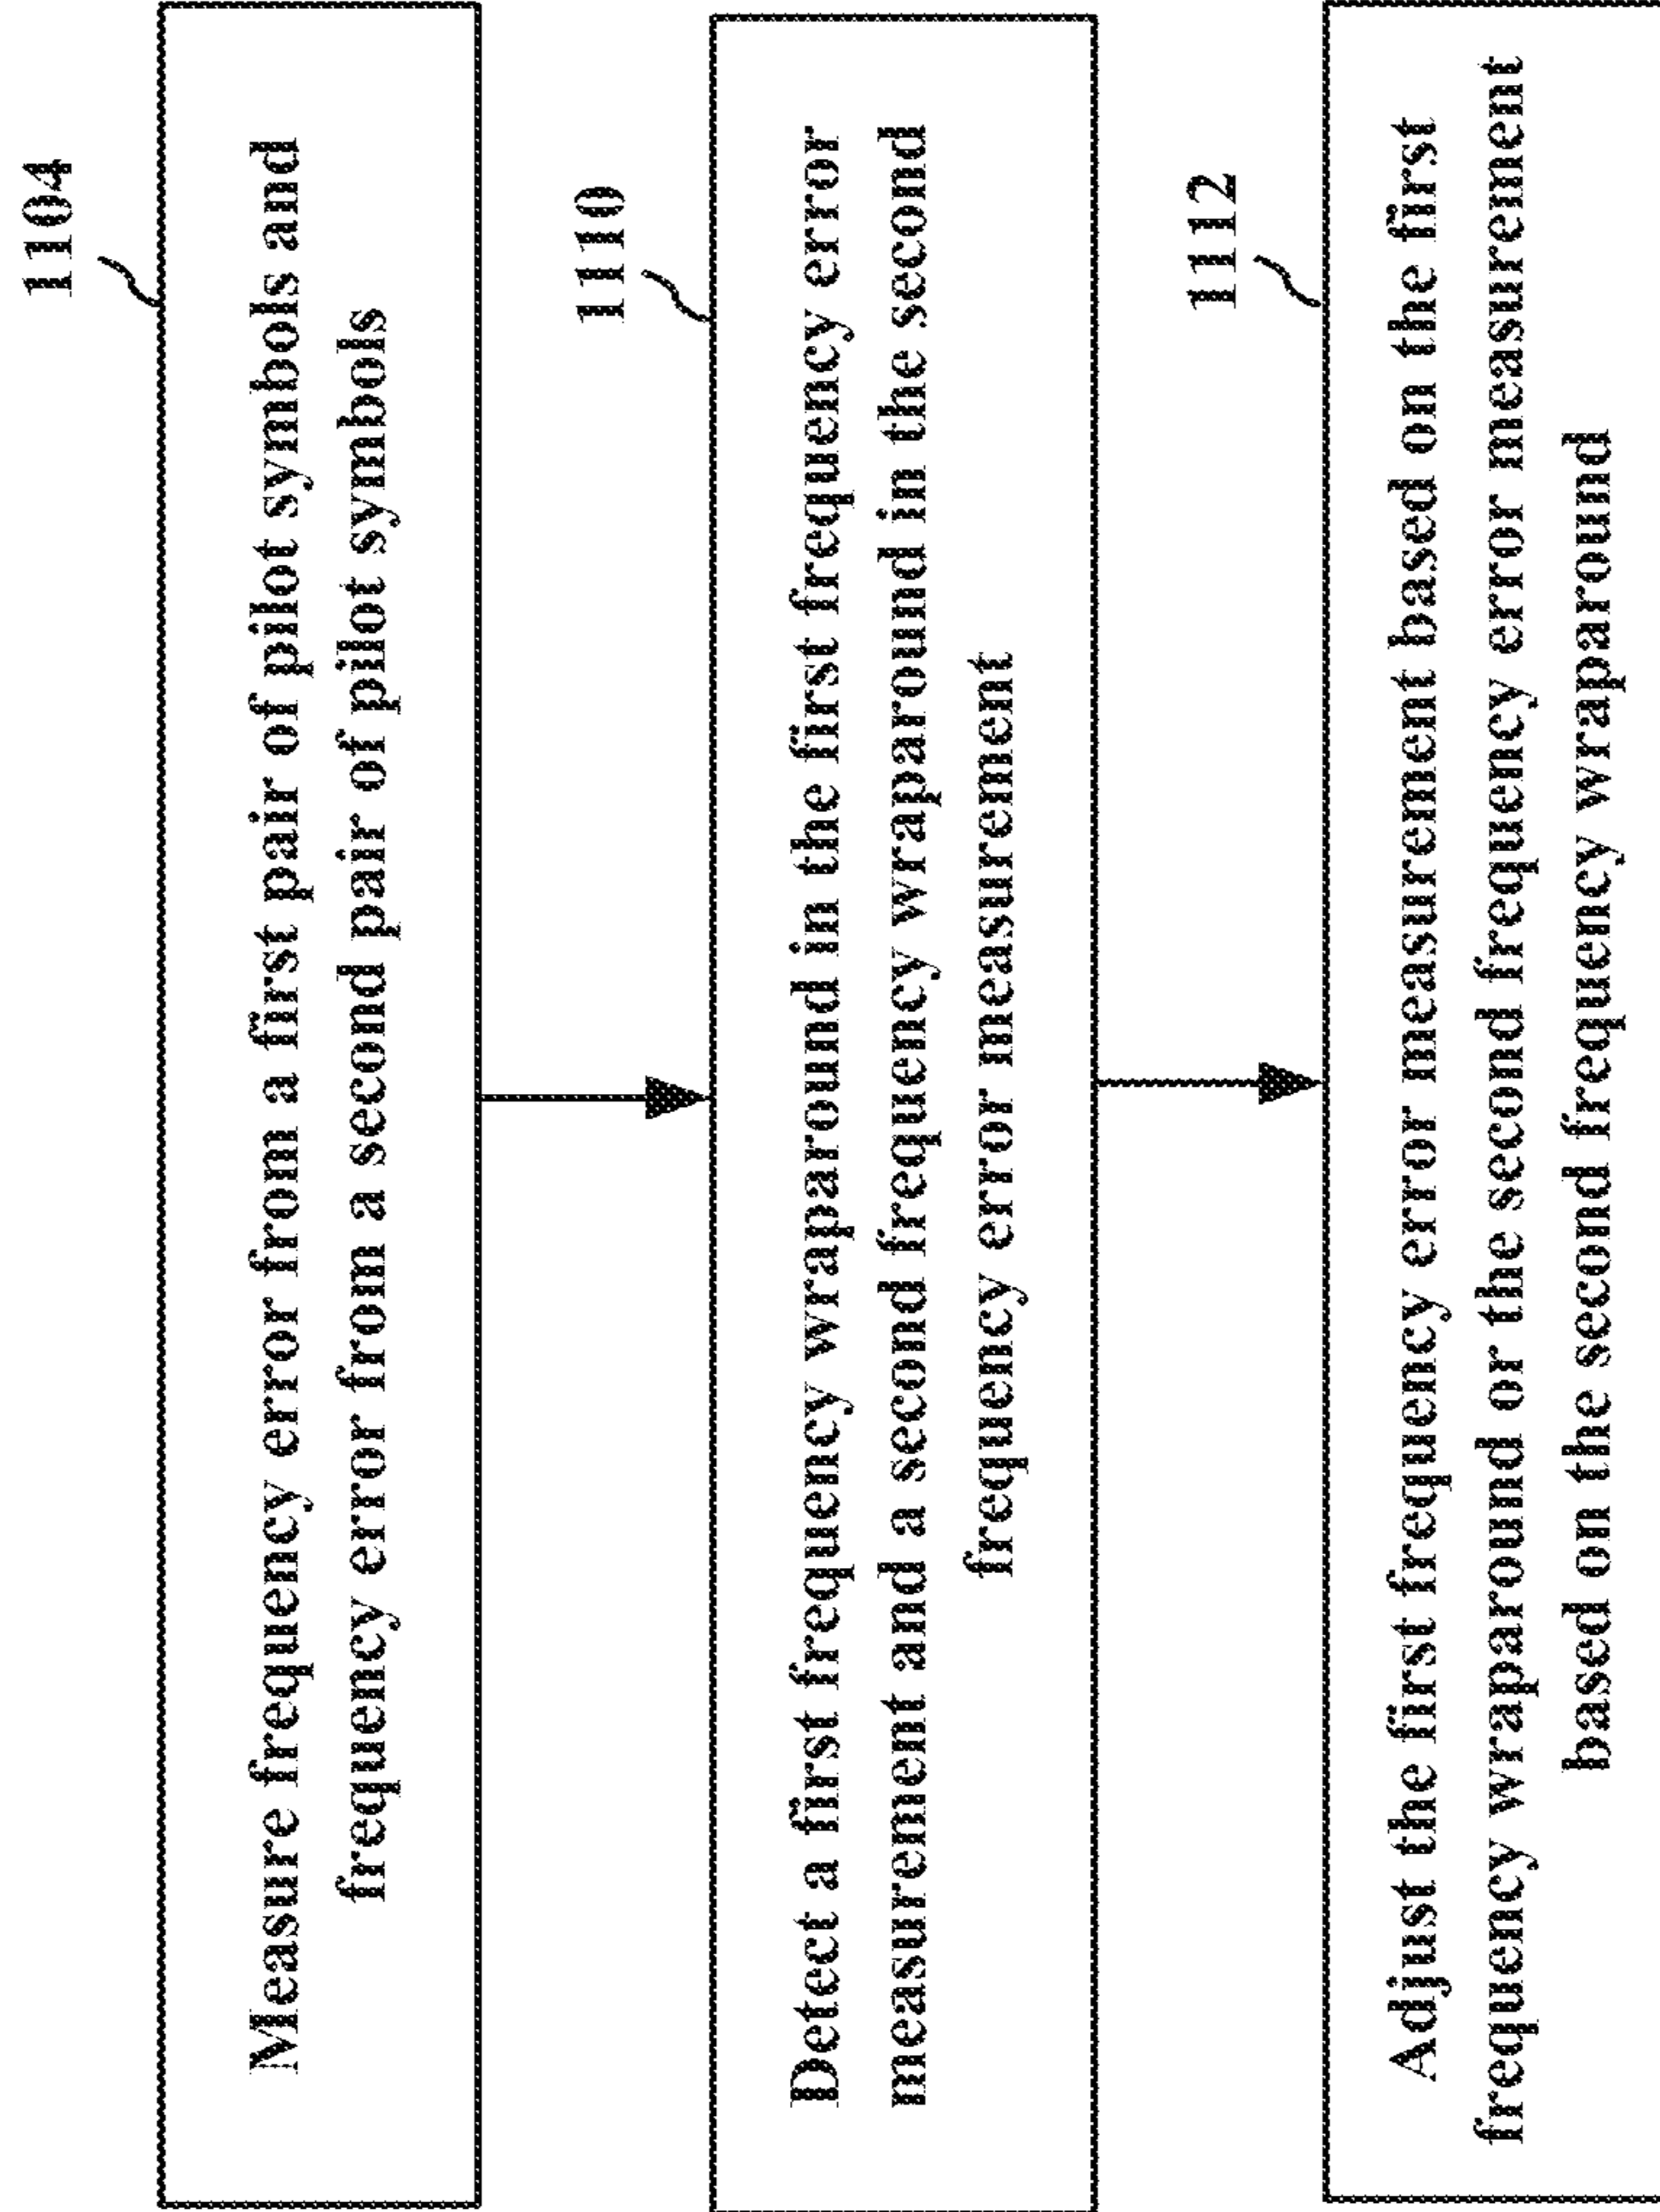 1104
Measure frequency error from a first pair of pilot symbols and
frequency error from a second pair of pilot symbols
1110
Detect a first frequency wraparound in the first frequency error
measurement and a second frequency wraparound in the second
frequency error measurement
1112
Adjust the first frequency error measurement based on the first
frequency wraparound or the second frequency error measurement
based on the second frequency wraparound